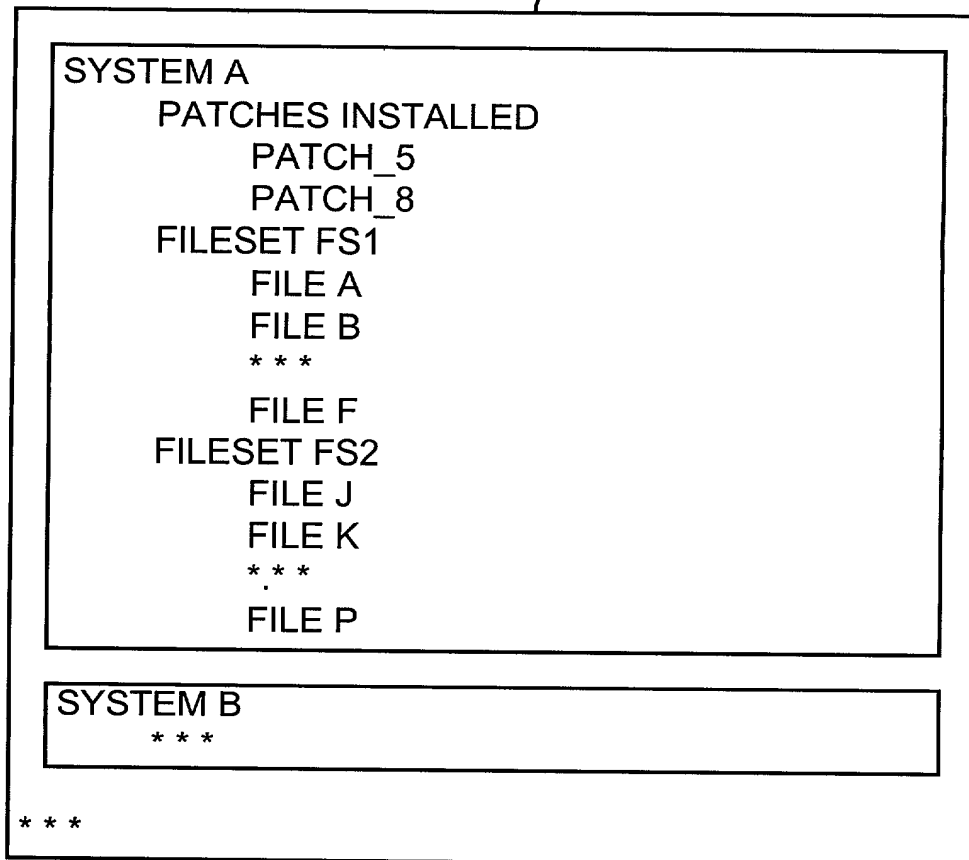 SYSTEM A
PATCHES INSTALLED
PATCH_5
PATCH_8
FILESET FS1
FILE A
FILE B
* * *
FILE F
FILESET FS2
FILE J
FILE K
* * *
FILE P
SYSTEM B
* * *
* * *